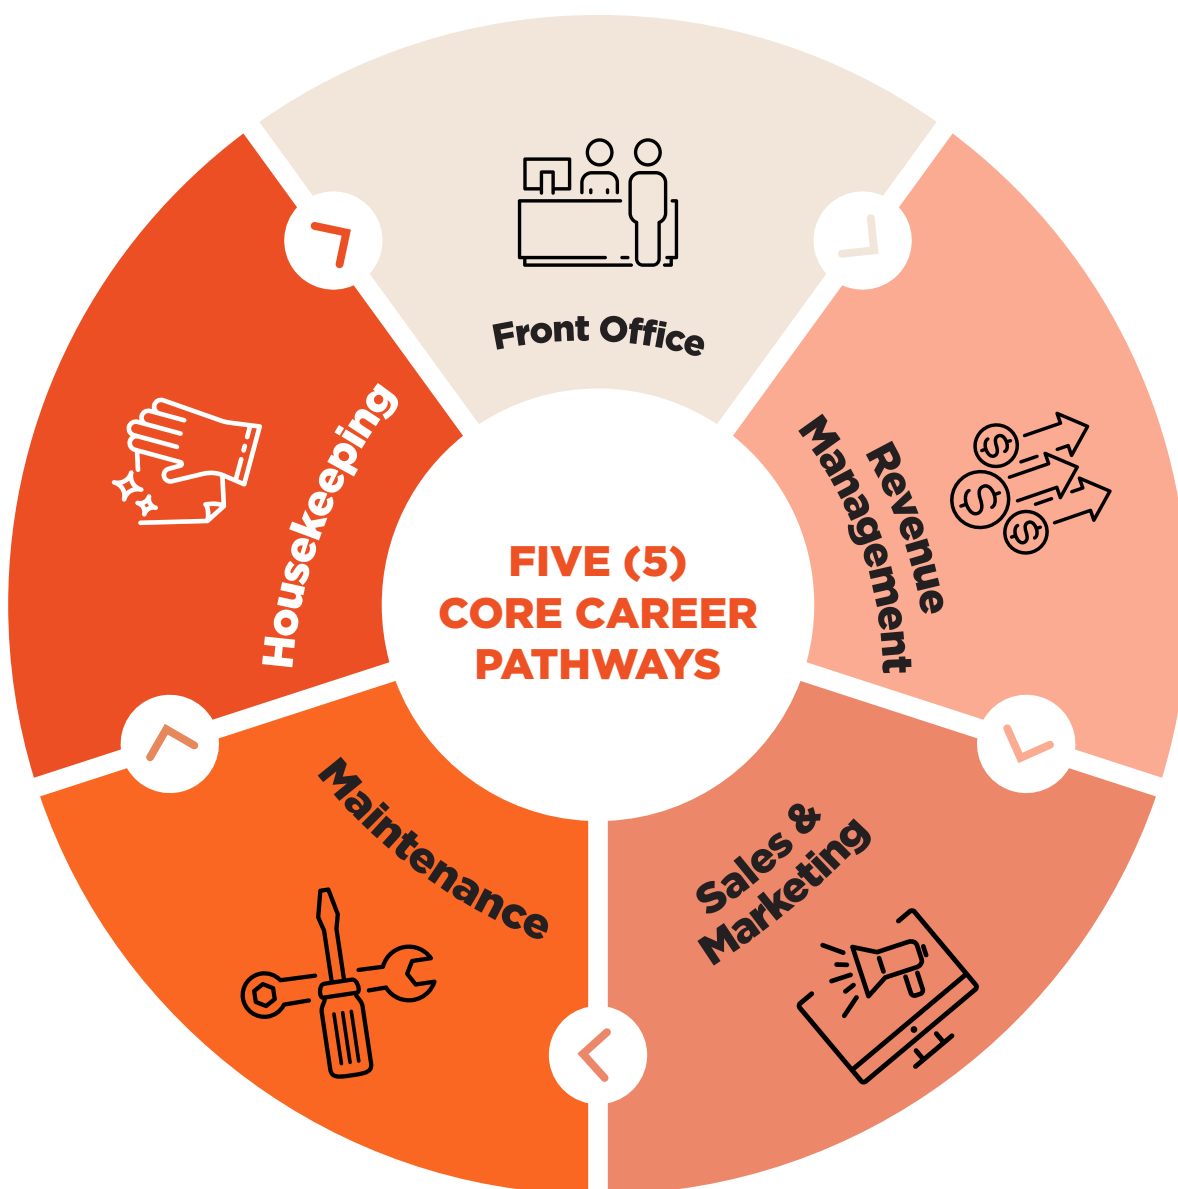 Front Office
Revenue
Management
Sales &
Marketing
Maintenance
Housekeeping
FIVE (5)
CORE CAREER
PATHWAYS